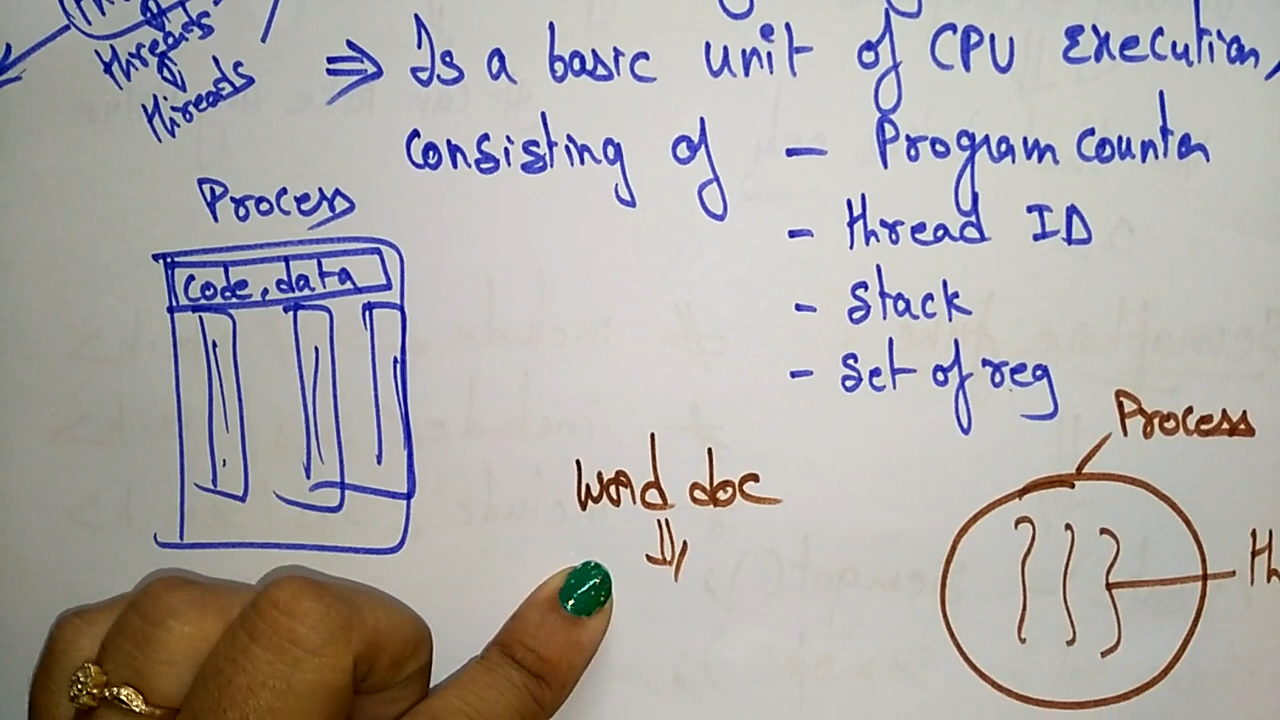 threads
threads
⇒ Is a basic unit of CPU Execution,
consisting of - Program counter
- thread ID
- Stack
- Set of reg
Process
code, data
word doc
Process
th